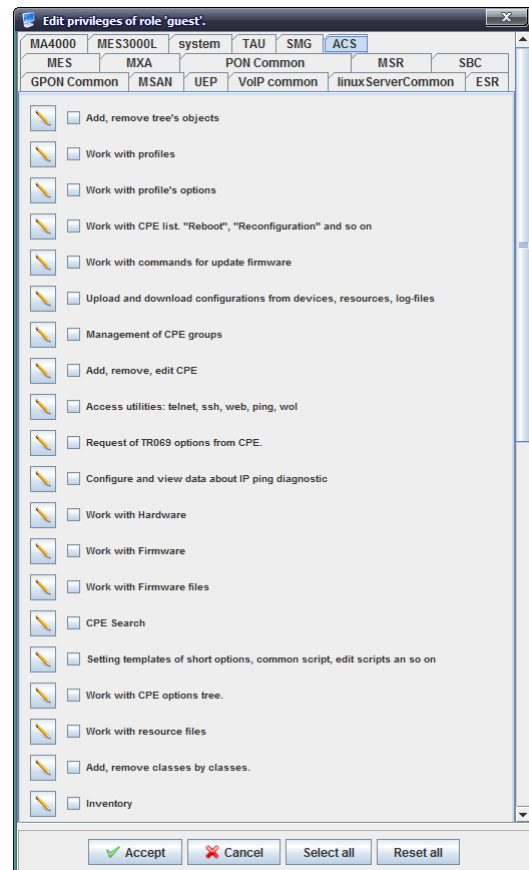 Edit privileges of role 'guest'.
MA4000 MES3000L system TAU SMG ACS
MES MXA PON Common MSR SBC
GPON Common MSAN UEP VoIP common linuxServerCommon ESR
Add, remove tree's objects
Work with profiles
Work with profile's options
Work with CPE list. "Reboot", "Reconfiguration" and so on
Work with commands for update firmware
Upload and download configurations from devices, resources, log-files
Management of CPE groups
Add, remove, edit CPE
Access utilities: telnet, ssh, web, ping, wol
Request of TR069 options from CPE.
Configure and view data about IP ping diagnostic
Work with Hardware
Work with Firmware
Work with Firmware files
CPE Search
Setting templates of short options, common script, edit scripts an so on
Work with CPE options tree.
Work with resource files
Add, remove classes by classes.
Inventory
Accept Cancel Select all Reset all